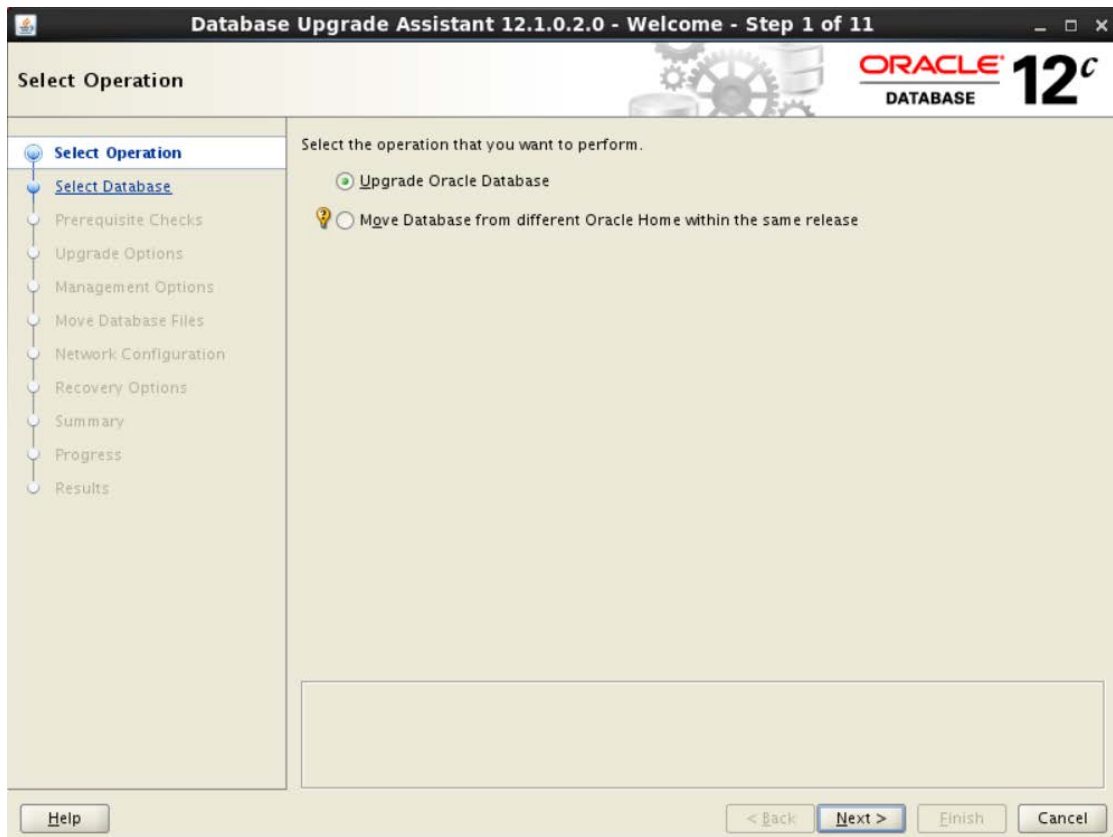 Database Upgrade Assistant 12.1.0.2.0 - Welcome - Step 1 of 11
Select Operation
ORACLE
DATABASE
12c
Select Operation
Select Database
Prerequisite Checks
Upgrade Options
Management Options
Move Database Files
Network Configuration
Recovery Options
Summary
Progress
Results
Select the operation that you want to perform.
Upgrade Oracle Database
Move Database from different Oracle Home within the same release
Help
< Back
Next >
Finish
Cancel